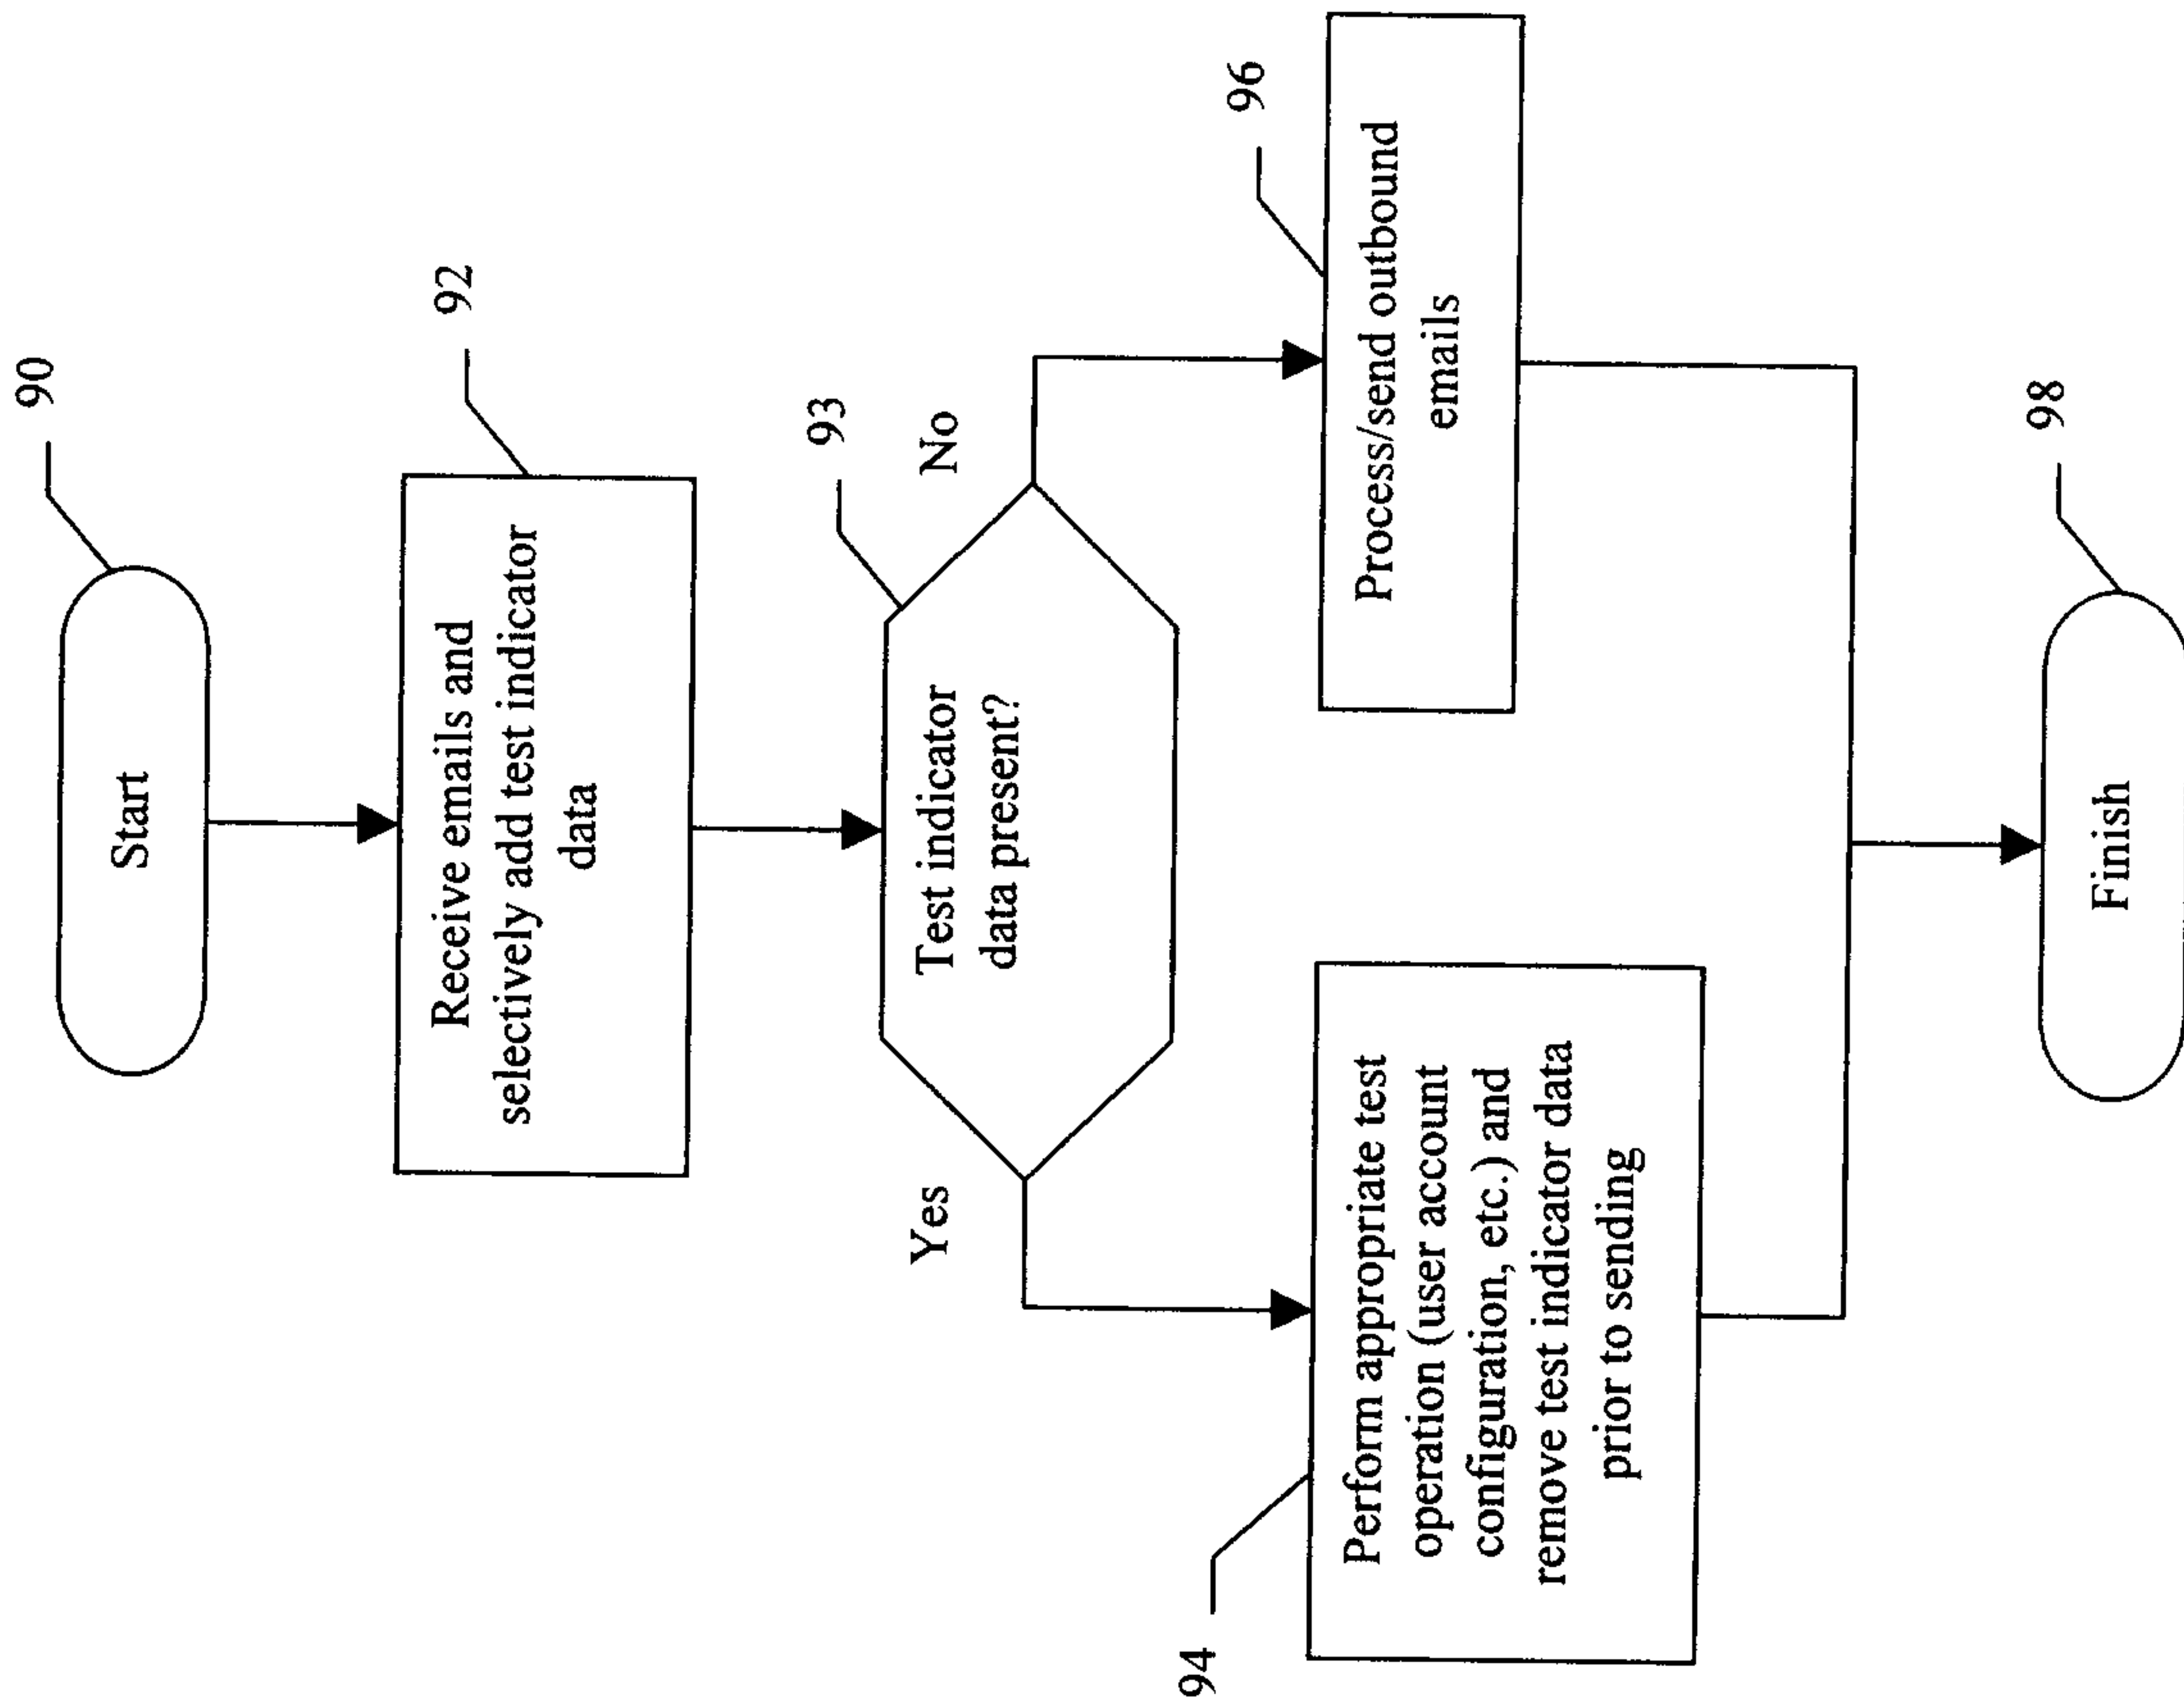 90
Start
92
Receive emails and
selectively add test indicator
data
93
Test indicator
data present?
Yes
No
94
Perform appropriate test
operation (user account
configuration, etc.) and
remove test indicator data
prior to sending
96
Process/send outbound
emails
98
Finish